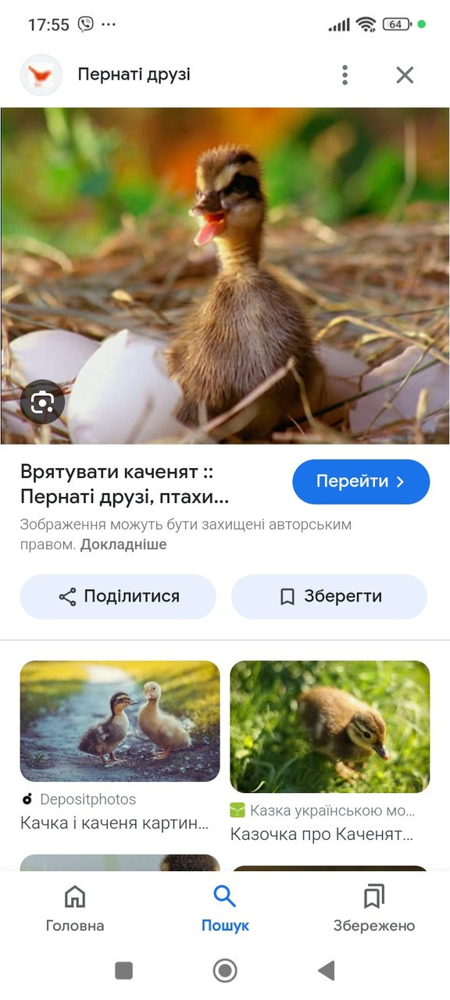 17:55
64
Пернаті друзі
Врятувати каченят ::
Пернаті друзі, птахи...
Перейти
Зображення можуть бути захищені авторським
правом. Докладніше
Поділитися
Зберегти
Depositphotos
Качка і каченя картин...
Казка українською мо...
Казочка про Каченят...
Головна
Пошук
Збережено